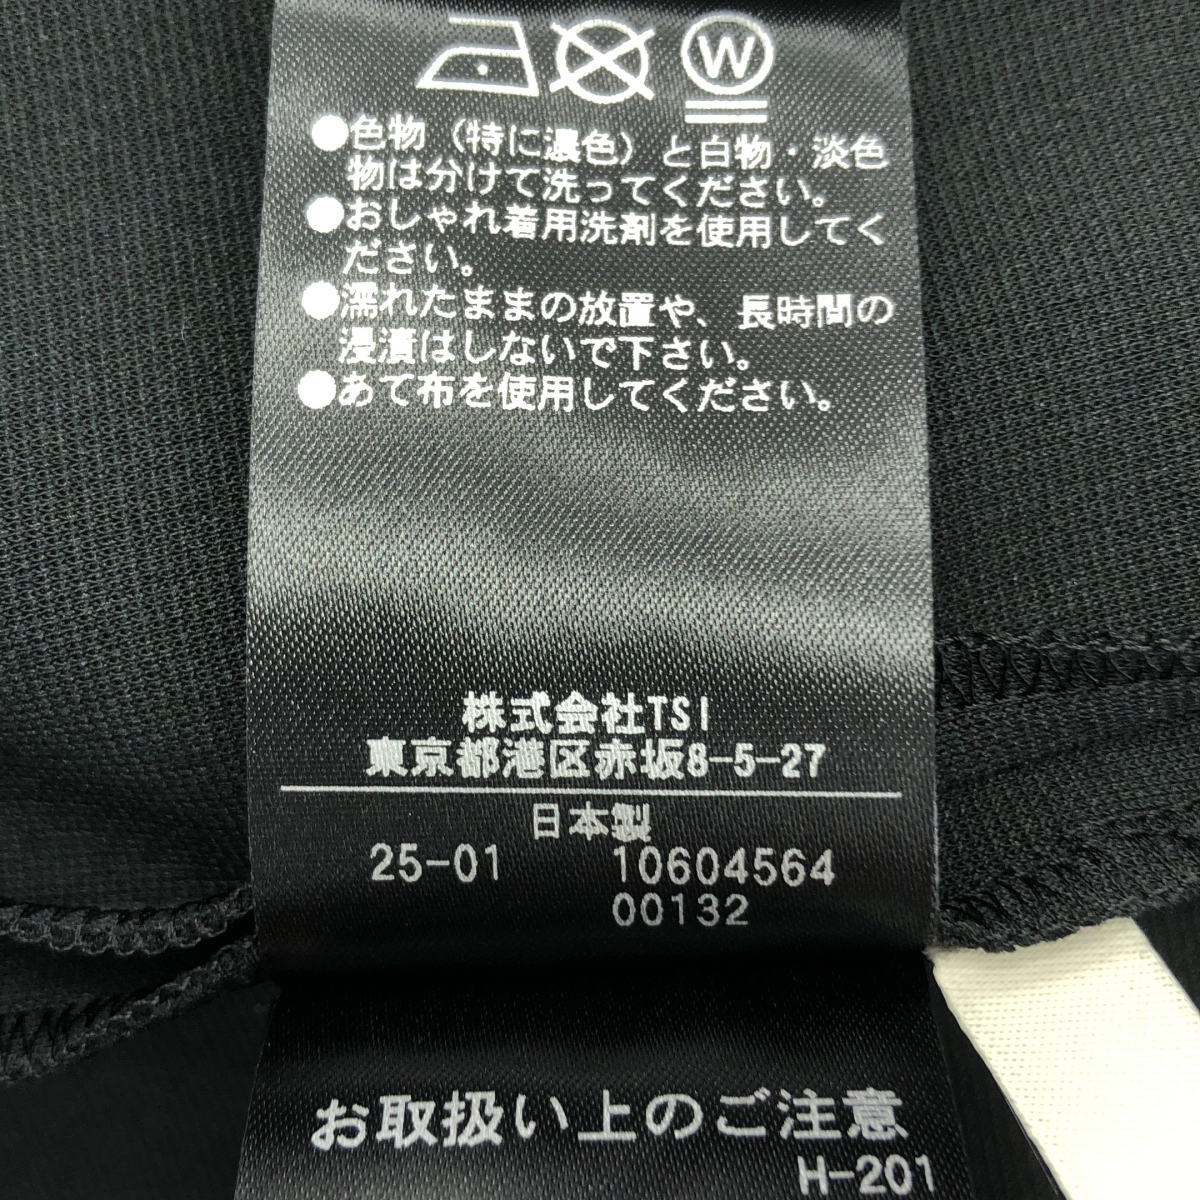 W
●色物（特に濃色）と白物・淡色
物は分けて洗ってください。
●おしゃれ着用洗剤を使用してく
ださい。
●濡れたままの放置や、長時間の
浸漬はしないで下さい。
●あて布を使用してください。
株式会社TSI
東京都港区赤坂8-5-27
日本製
25-01 10604564
00132
お取扱い上のご注意
H-201